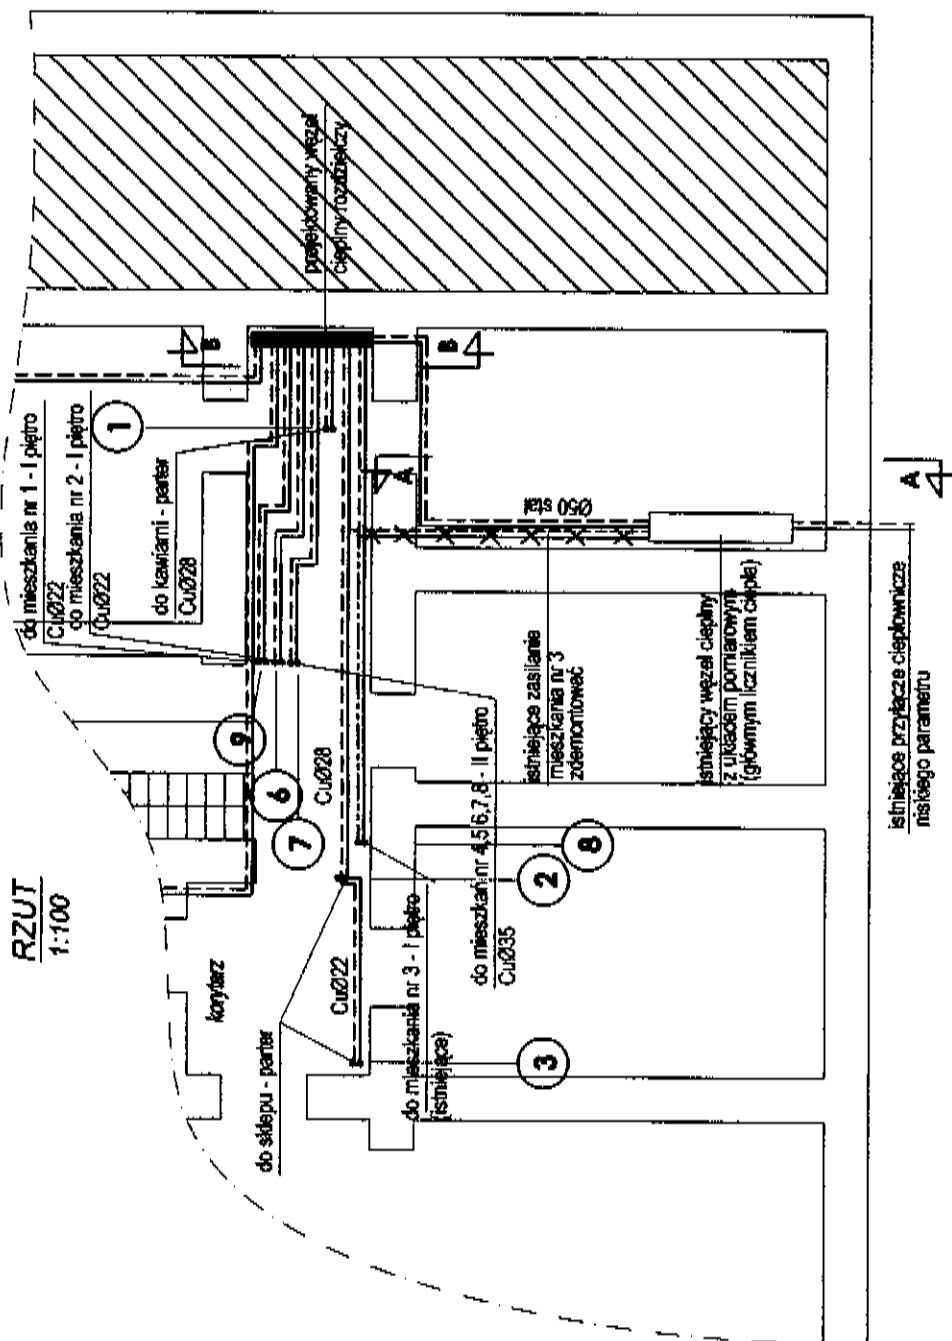 RZUT
1:100
do mieszkania nr 1 - I piętro
CuØ22
do mieszkania nr 2 - I piętro
CuØ22
1
do kawiarni - parter
CuØ28
projektowany węzeł
cieplny rozdzielczy
B
B
A
A
Ø50 stal
9
6
7
CuØ28
korytarz
CuØ22
do sklepu - parter
do mieszkania nr 3 - I piętro
(istniejące)
do mieszkań nr 4,5,6,7,8 - II piętro
CuØ35
2
8
3
istniejące zasilanie
mieszkania nr 3
zdemontować
istniejący węzeł cieplny
z układem pomiarowym
(głównym licznikiem ciepła)
istniejące przyłącze ciepłownicze
niskiego parametru